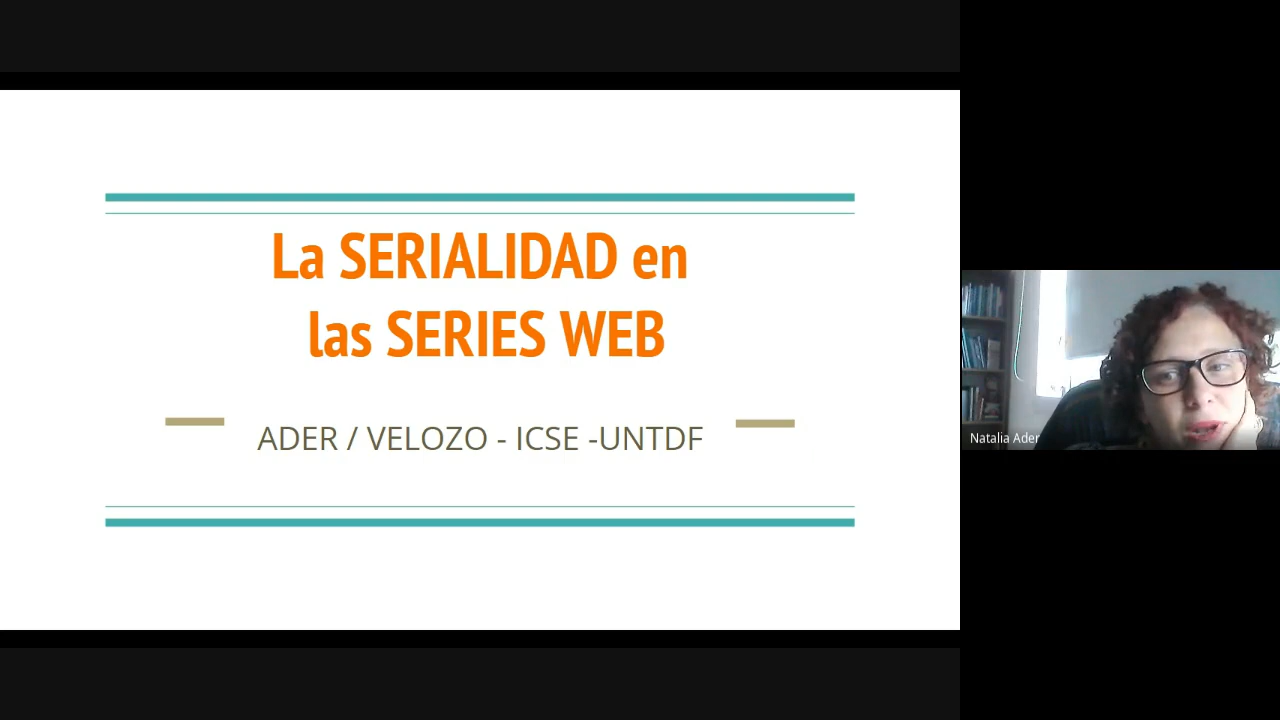 La SERIALIDAD en
las SERIES WEB
ADER / VELOZO - ICSE -UNTDF
Natalia Ader